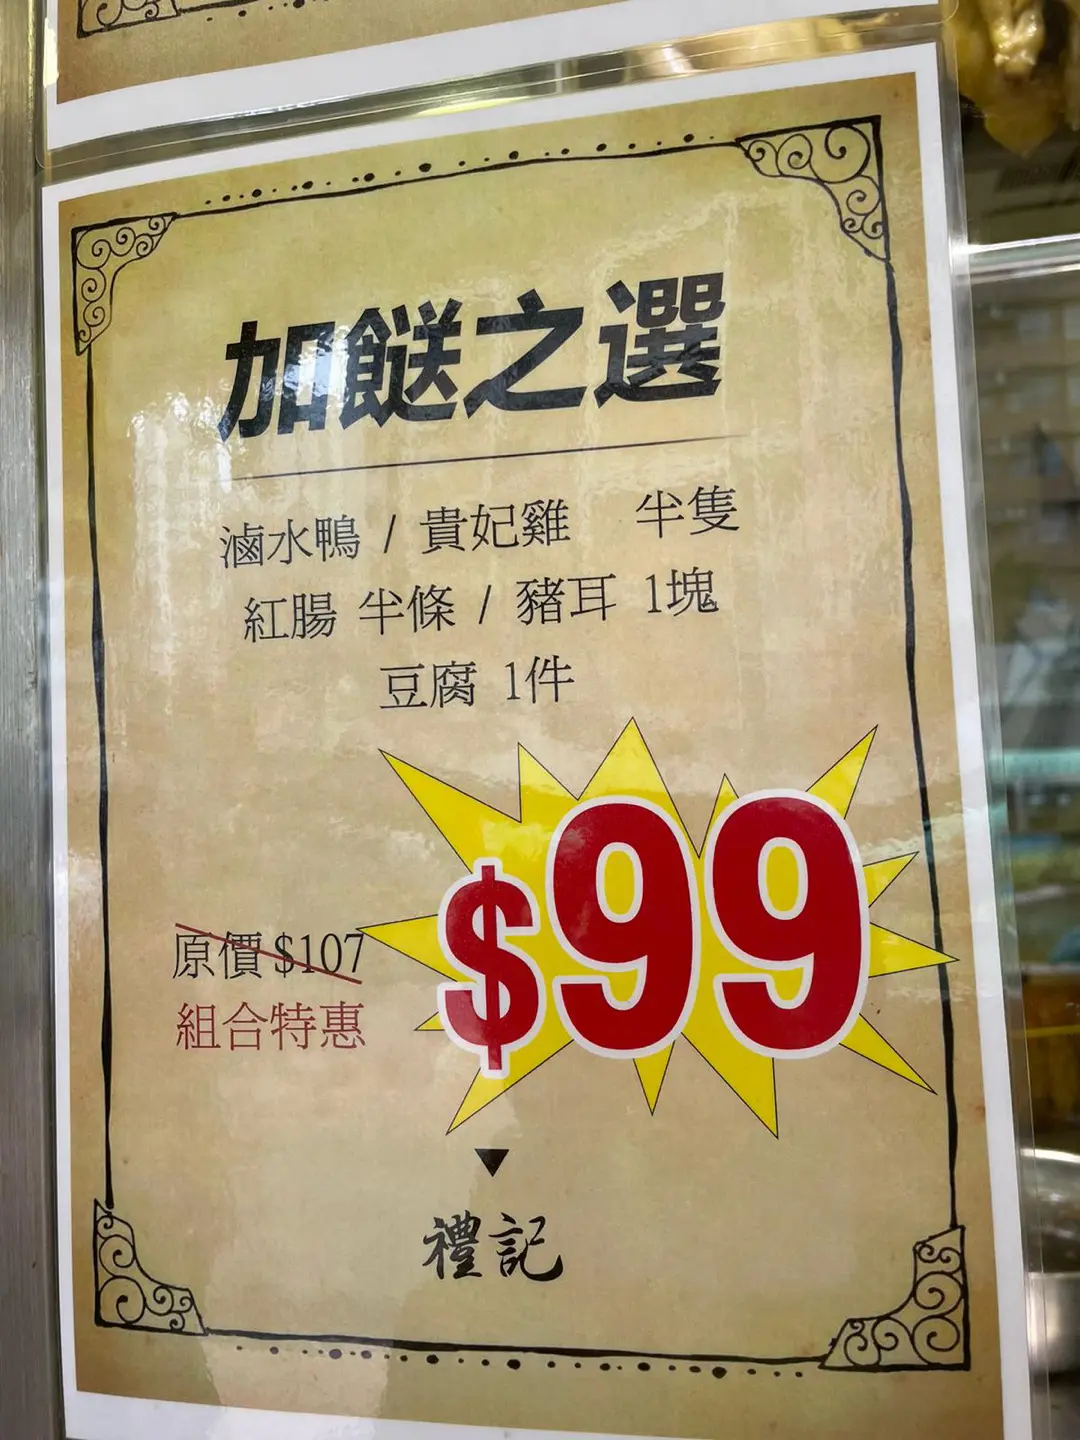 加餸之選
滷水鴨 / 貴妃雞 半隻
紅腸 半條 / 豬耳 1塊
豆腐 1件
原價 $107
組合特惠
$99
禮記